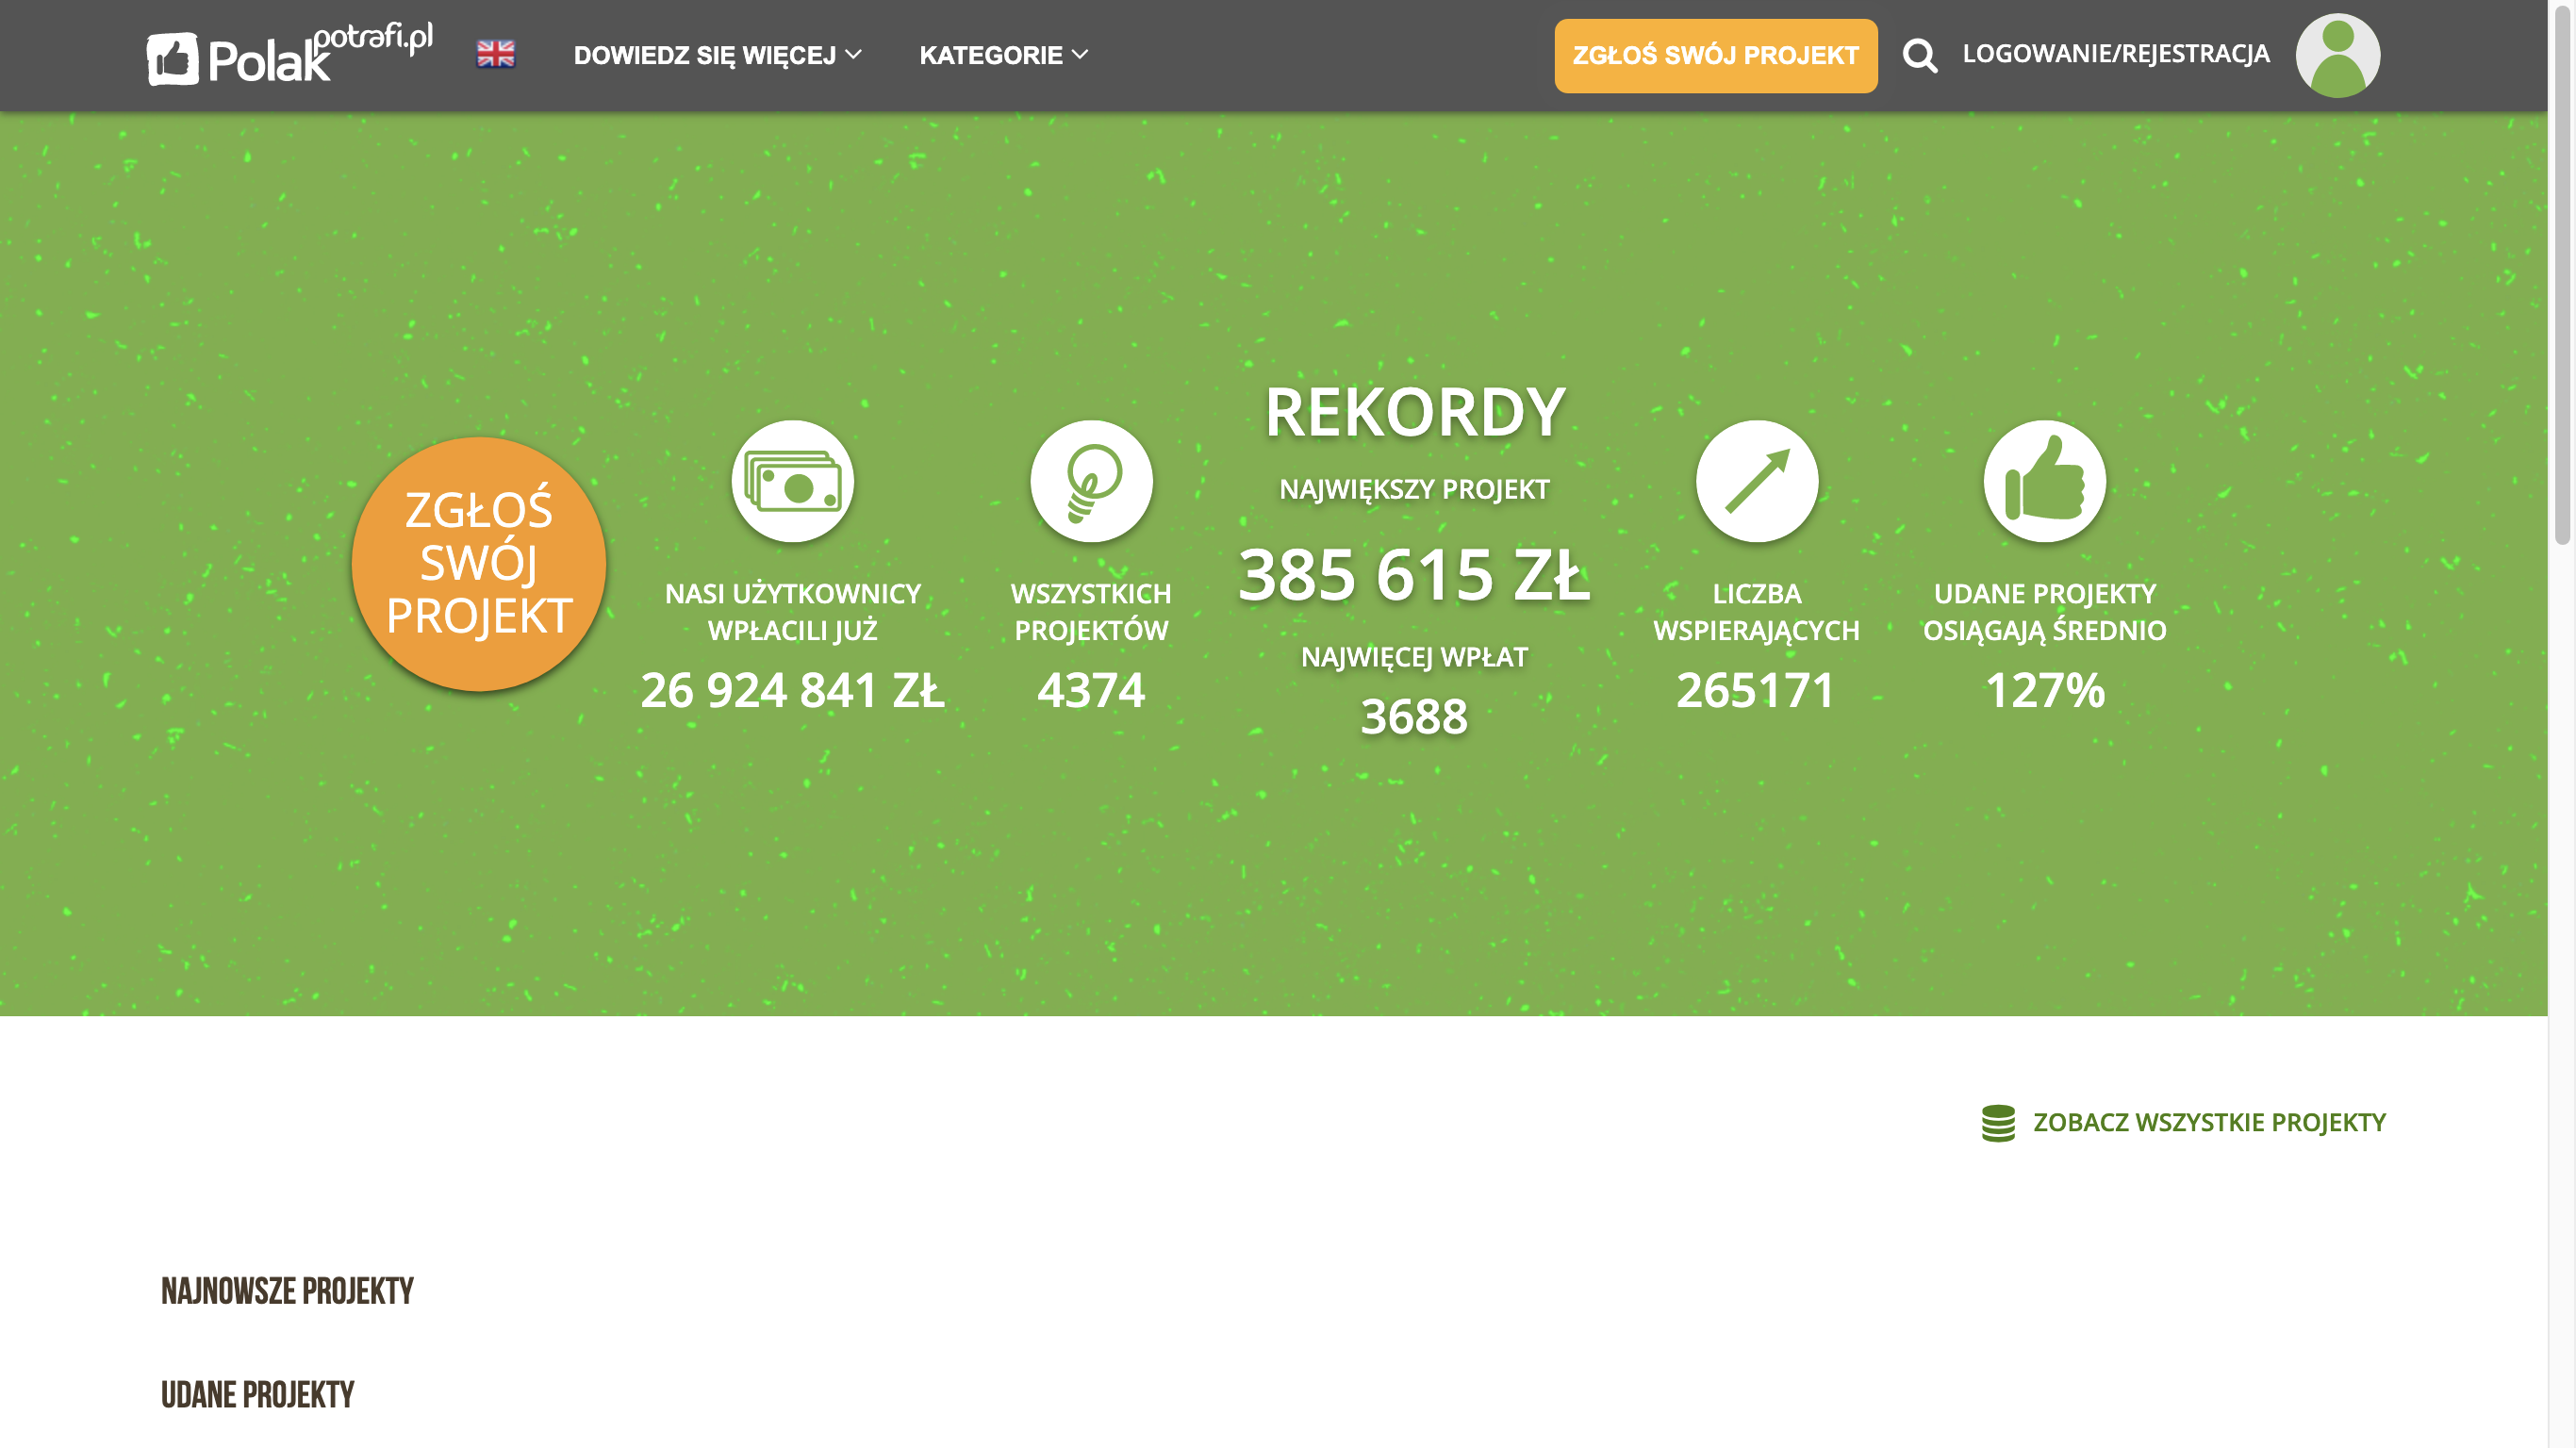 Polak potrafi.pl
DOWIEDZ SIĘ WIĘCEJ
KATEGORIE
ZGŁOŚ SWÓJ PROJEKT
LOGOWANIE/REJESTRACJA
ZGŁOŚ
SWÓJ
PROJEKT
NASI UŻYTKOWNICY
WPŁACILI JUŻ
26 924 841 ZŁ
WSZYSTKICH
PROJEKTÓW
4374
REKORDY
NAJWIĘKSZY PROJEKT
385 615 ZŁ
NAJWIĘCEJ WPŁAT
3688
LICZBA
WSPIERAJĄCYCH
265171
UDANE PROJEKTY
OSIĄGAJĄ ŚREDNIO
127%
ZOBACZ WSZYSTKIE PROJEKTY
NAJNOWSZE PROJEKTY
UDANE PROJEKTY